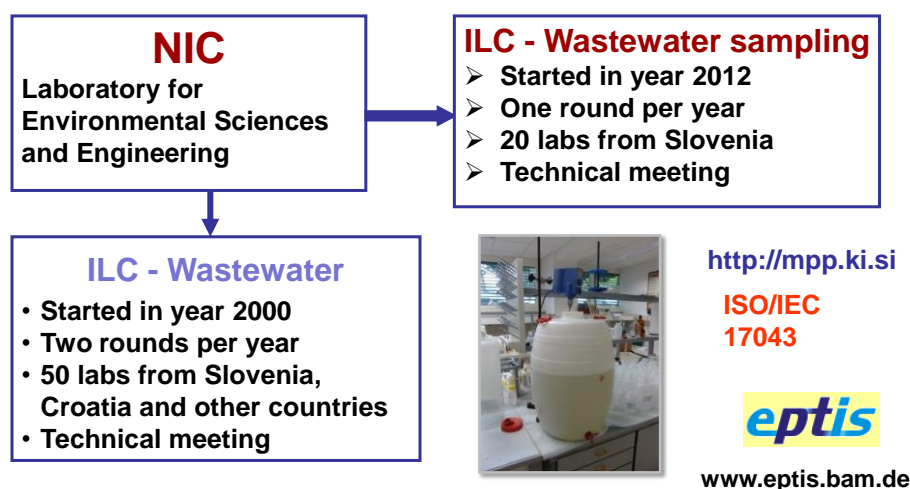 NIC
Laboratory for
Environmental Sciences
and Engineering
ILC - Wastewater sampling
➢ Started in year 2012
➢ One round per year
➢ 20 labs from Slovenia
➢ Technical meeting
ILC - Wastewater
• Started in year 2000
• Two rounds per year
• 50 labs from Slovenia,
Croatia and other countries
• Technical meeting
http://mpp.ki.si
ISO/IEC
17043
eptis
www.eptis.bam.de